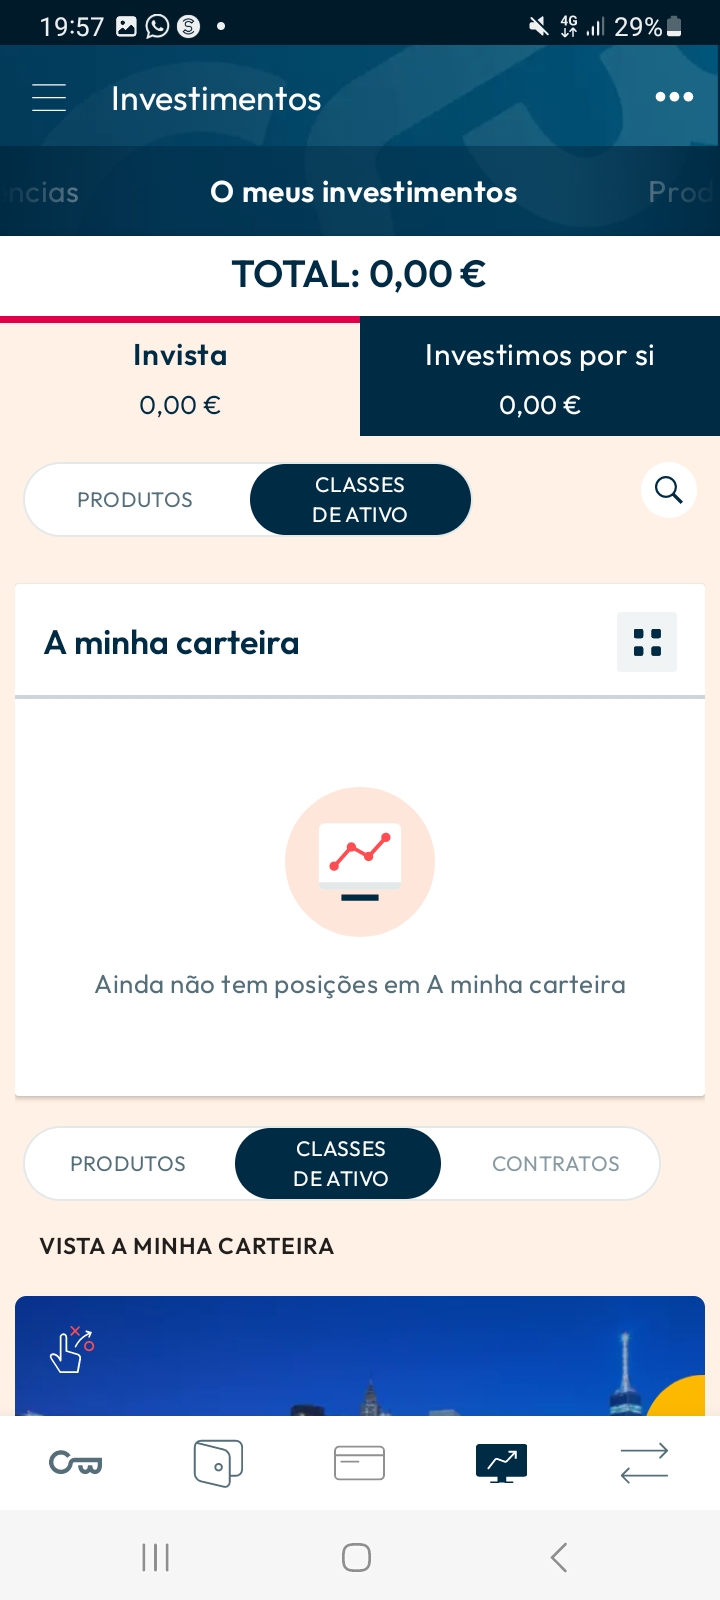 19:57
4G 29%
Investimentos
ncias O meus investimentos Prod
TOTAL: 0,00 €
Invista Investimos por si
0,00 € 0,00 €
PRODUTOS CLASSES DE ATIVO
A minha carteira
Ainda não tem posições em A minha carteira
PRODUTOS CLASSES DE ATIVO CONTRATOS
VISTA A MINHA CARTEIRA